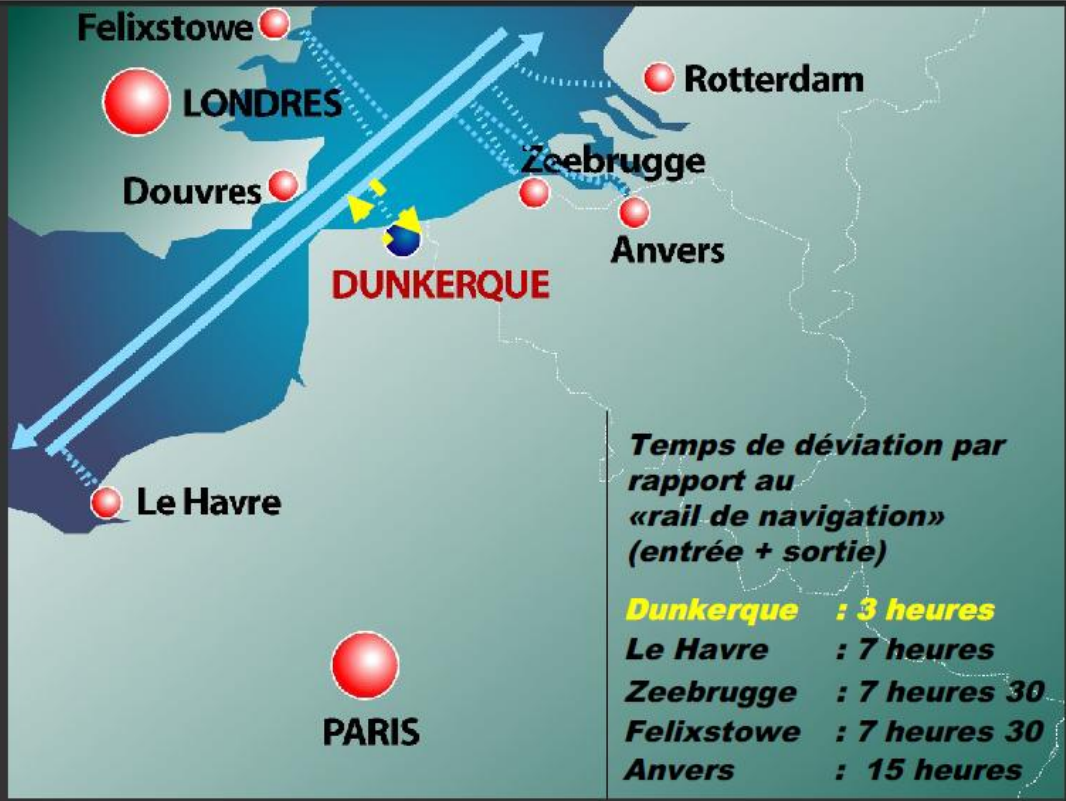 Felixstowe
Rotterdam
LONDRES
Zeebrugge
Douvres
Anvers
DUNKERQUE
Temps de déviation par
rapport au
«rail de navigation»
(entrée + sortie)
Le Havre
Dunkerque : 3 heures
Le Havre : 7 heures
Zeebrugge : 7 heures 30
Felixstowe : 7 heures 30
Anvers : 15 heures
PARIS